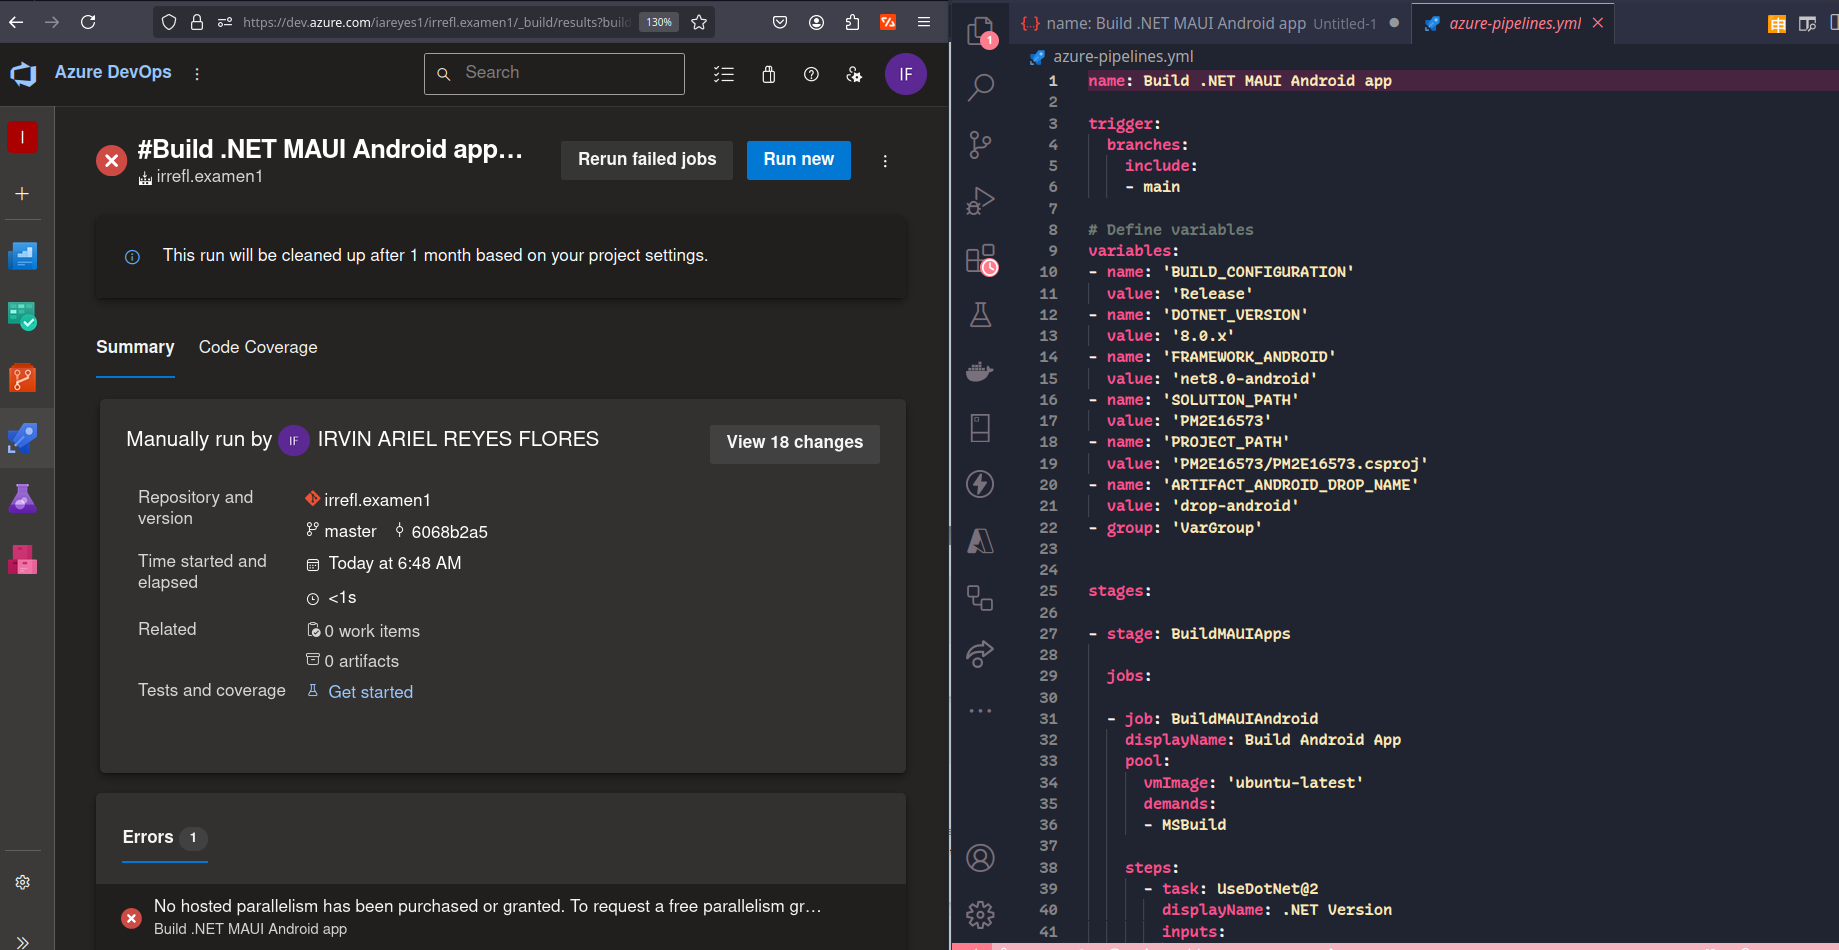 https://dev.azure.com/iareyes1/irrefl.examen1/_build/results?build
130%
Azure DevOps
Search
IF
I
#Build .NET MAUI Android app...
irrefl.examen1
Rerun failed jobs
Run new
This run will be cleaned up after 1 month based on your project settings.
Summary
Code Coverage
Manually run by IF IRVIN ARIEL REYES FLORES
View 18 changes
Repository and version
irrefl.examen1
master 6068b2a5
Time started and elapsed
Today at 6:48 AM
<1s
Related
0 work items
0 artifacts
Tests and coverage
Get started
Errors 1
No hosted parallelism has been purchased or granted. To request a free parallelism gr...
Build .NET MAUI Android app
1
{..} name: Build .NET MAUI Android app Untitled-1
azure-pipelines.yml
azure-pipelines.yml
1 name: Build .NET MAUI Android app
2
3 trigger:
4 branches:
5 include:
6 - main
7
8 # Define variables
9 variables:
10 - name: 'BUILD_CONFIGURATION'
11 value: 'Release'
12 - name: 'DOTNET_VERSION'
13 value: '8.0.x'
14 - name: 'FRAMEWORK_ANDROID'
15 value: 'net8.0-android'
16 - name: 'SOLUTION_PATH'
17 value: 'PM2E16573'
18 - name: 'PROJECT_PATH'
19 value: 'PM2E16573/PM2E16573.csproj'
20 - name: 'ARTIFACT_ANDROID_DROP_NAME'
21 value: 'drop-android'
22 - group: 'VarGroup'
23
24
25 stages:
26
27 - stage: BuildMAUIApps
28
29 jobs:
30
31 - job: BuildMAUIAndroid
32 displayName: Build Android App
33 pool:
34 vmImage: 'ubuntu-latest'
35 demands:
36 - MSBuild
37
38 steps:
39 - task: UseDotNet@2
40 displayName: .NET Version
41 inputs: